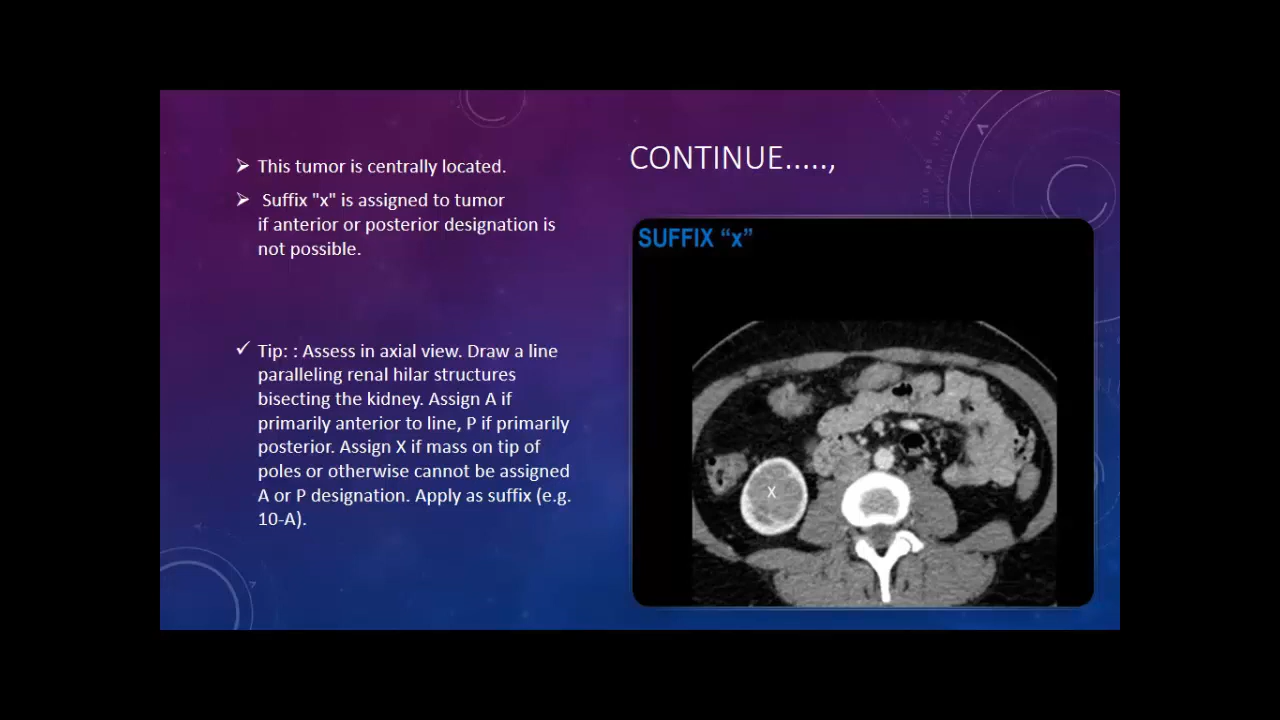 ➢ This tumor is centrally located.
➢ Suffix "x" is assigned to tumor
if anterior or posterior designation is
not possible.
✓ Tip: : Assess in axial view. Draw a line
paralleling renal hilar structures
bisecting the kidney. Assign A if
primarily anterior to line, P if primarily
posterior. Assign X if mass on tip of
poles or otherwise cannot be assigned
A or P designation. Apply as suffix (e.g.
10-A).
CONTINUE.....,
SUFFIX “x”
X